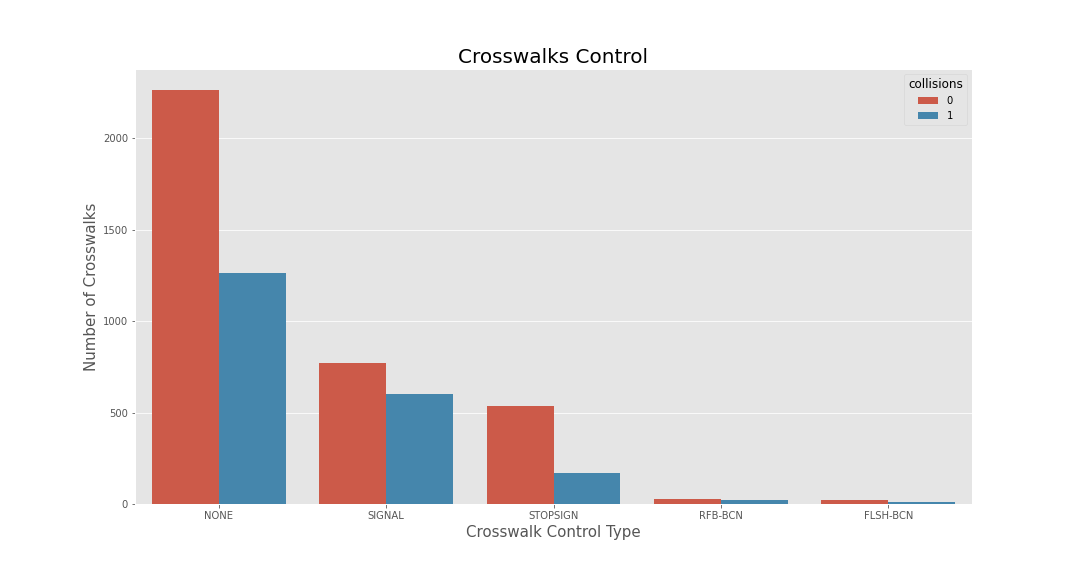 Crosswalks Control
collisions
0
1
Number of Crosswalks
2000
1500
1000
500
0
NONE SIGNAL STOPSIGN RFB-BCN FLSH-BCN
Crosswalk Control Type